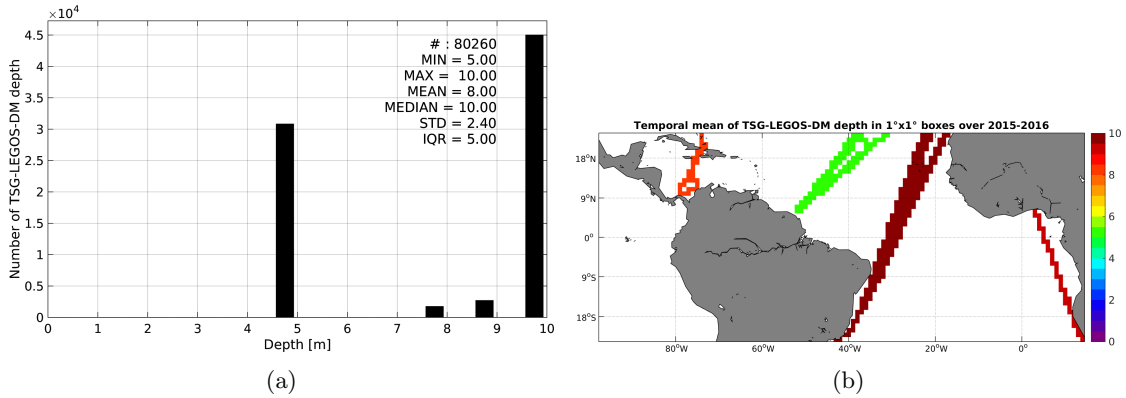 ×10⁴
4.5
4
3.5
3
2.5
2
1.5
1
0.5
0
Number of TSG-LEGOS-DM depth
# : 80260
MIN = 5.00
MAX = 10.00
MEAN = 8.00
MEDIAN = 10.00
STD = 2.40
IQR = 5.00
0 1 2 3 4 5 6 7 8 9 10
Depth [m]
(a)
Temporal mean of TSG-LEGOS-DM depth in 1°x1° boxes over 2015-2016
18°N
9°N
0°
9°S
18°S
80°W 60°W 40°W 20°W 0°
10
8
6
4
2
0
(b)